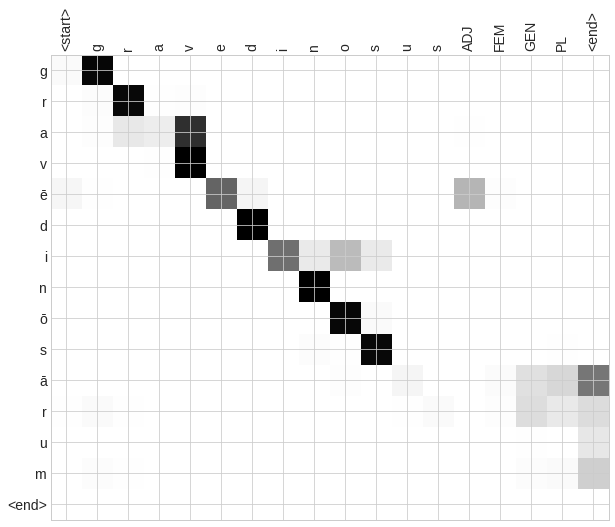 <start> g r a v e d i n o s u s ADJ FEM GEN PL <end>
g
r
a
v
ē
d
i
n
ō
s
ā
r
u
m
<end>